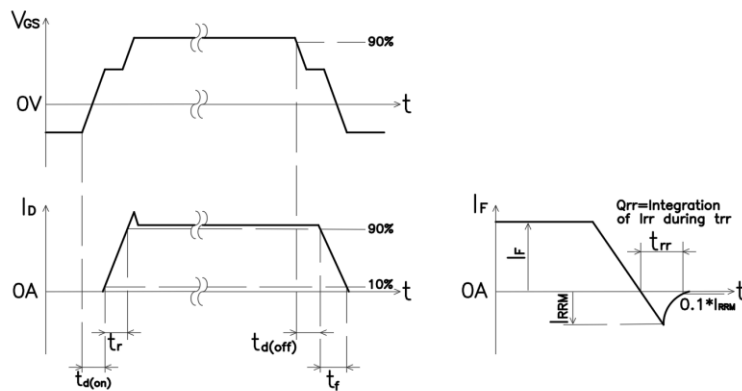 VGS
90%
0V
t
ID
90%
10%
0A
t
tr
td(off)
td(on)
tf
Qrr=Integration
of Irr during trr
IF
trr
IF
0A
t
IRRM
0.1*IRRM